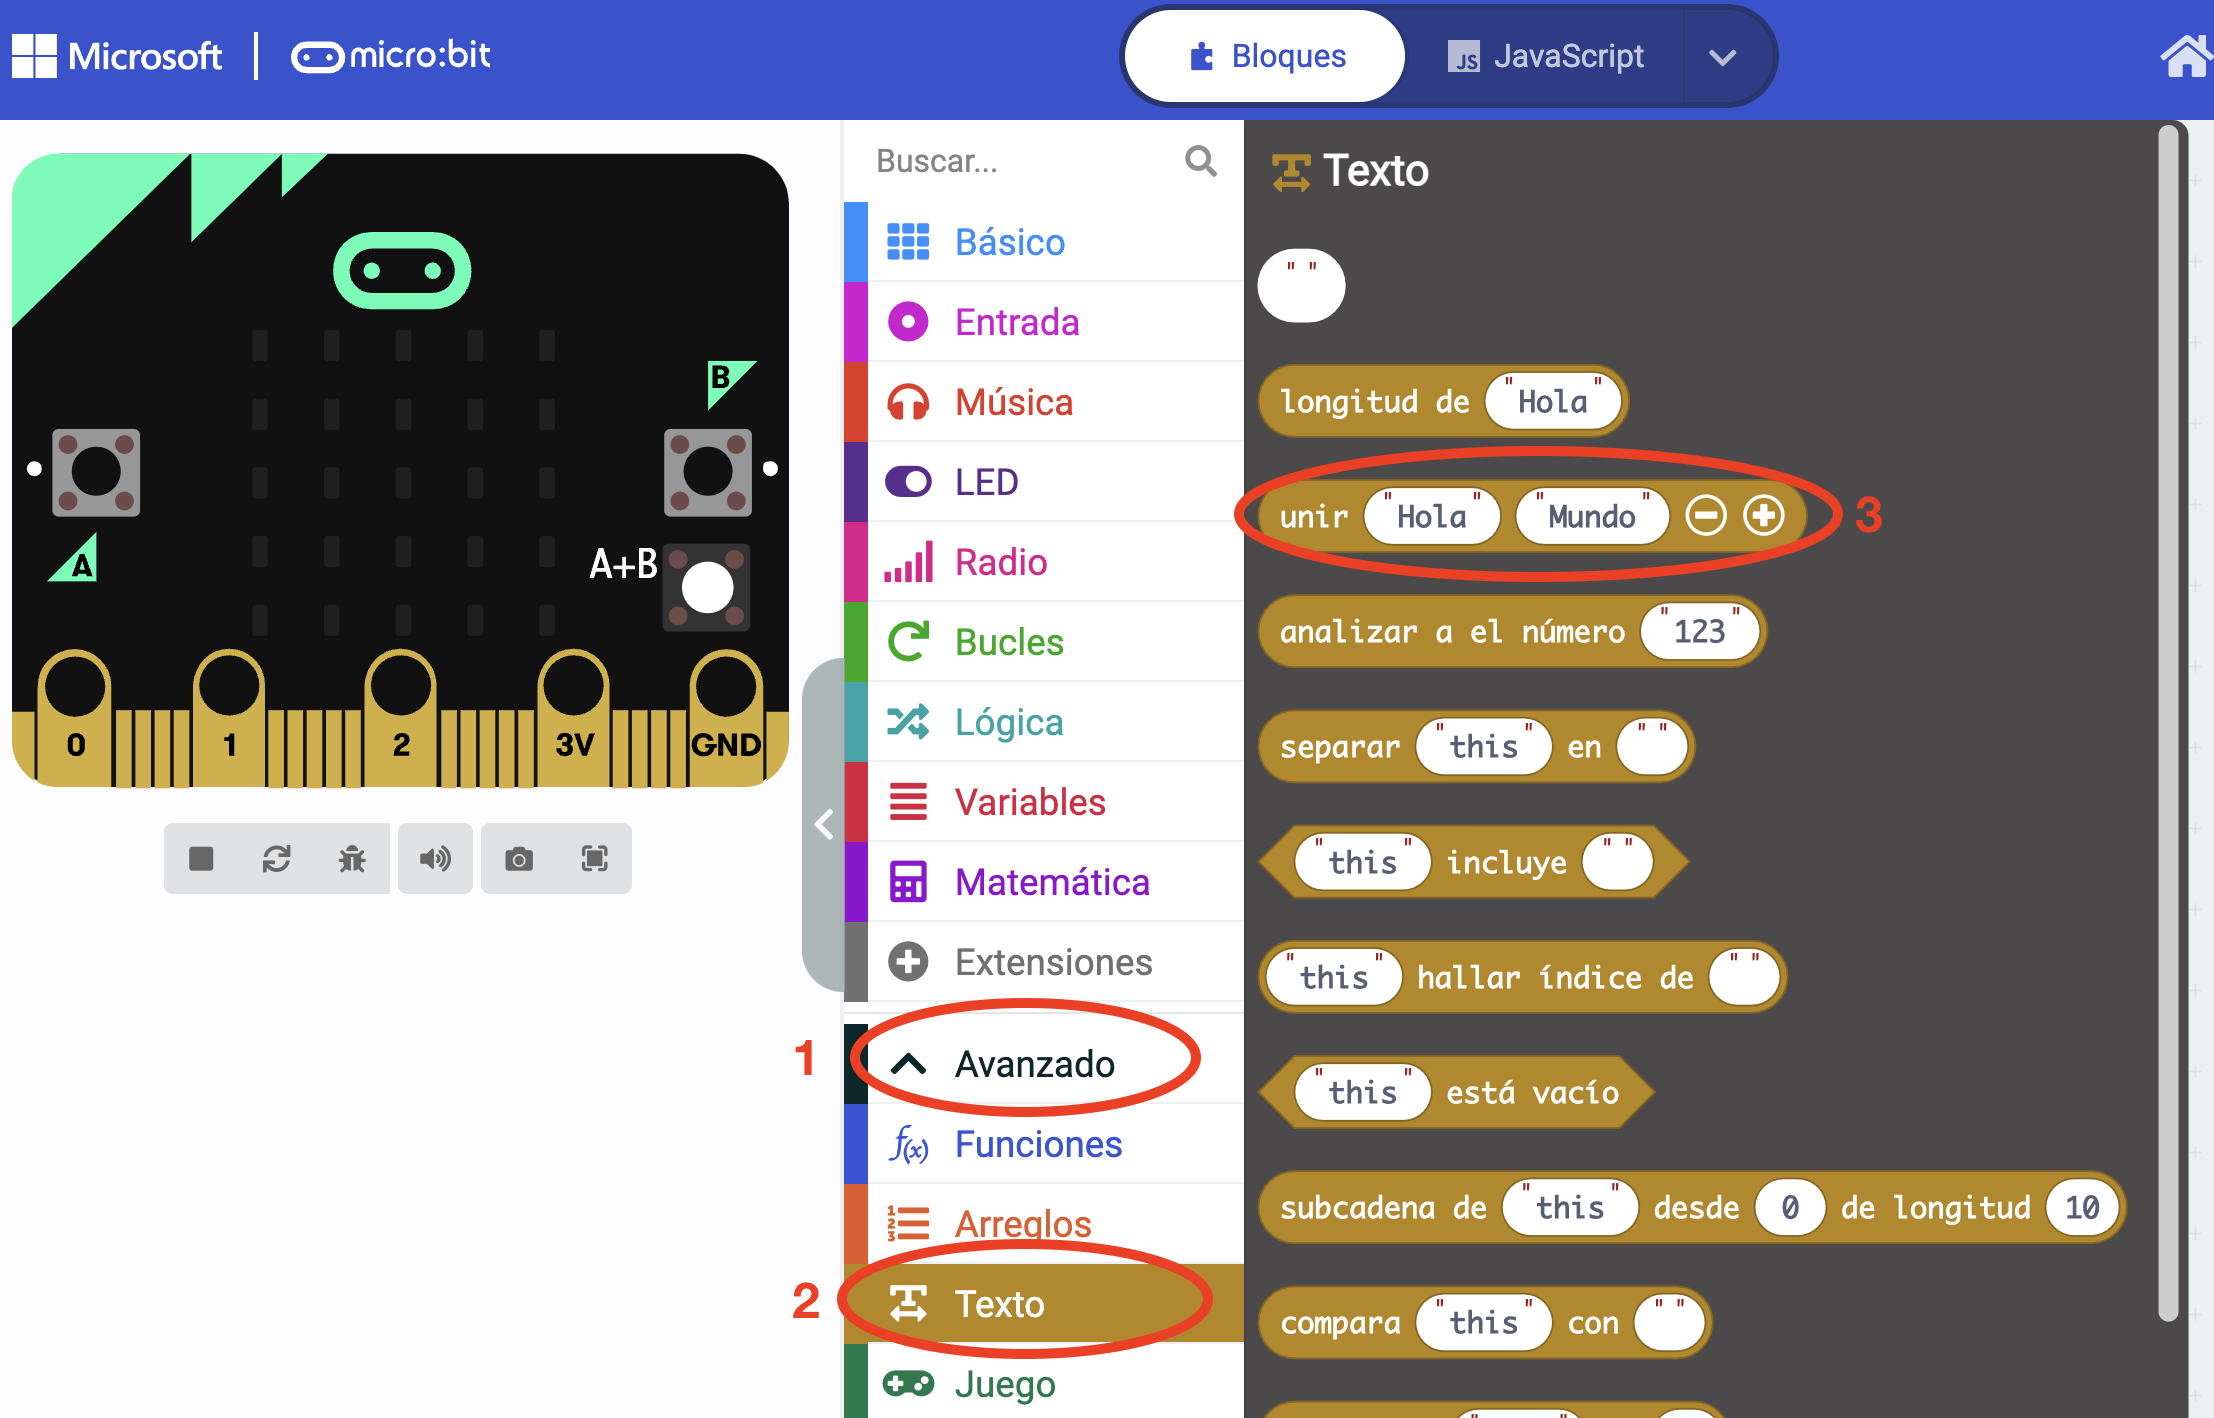 Microsoft micro:bit
Bloques
JS JavaScript
B
A
A+B
0 1 2 3V GND
Buscar...
Básico
Entrada
Música
LED
Radio
Bucles
Lógica
Variables
Matemática
Extensiones
1 Avanzado
f(x) Funciones
Arreglos
2 Texto
Juego
Texto
" "
longitud de "Hola"
unir "Hola" "Mundo" 3
analizar a el número "123"
separar "this" en " "
"this" incluye " "
"this" hallar índice de " "
"this" está vacío
subcadena de "this" desde 0 de longitud 10
compara "this" con " "